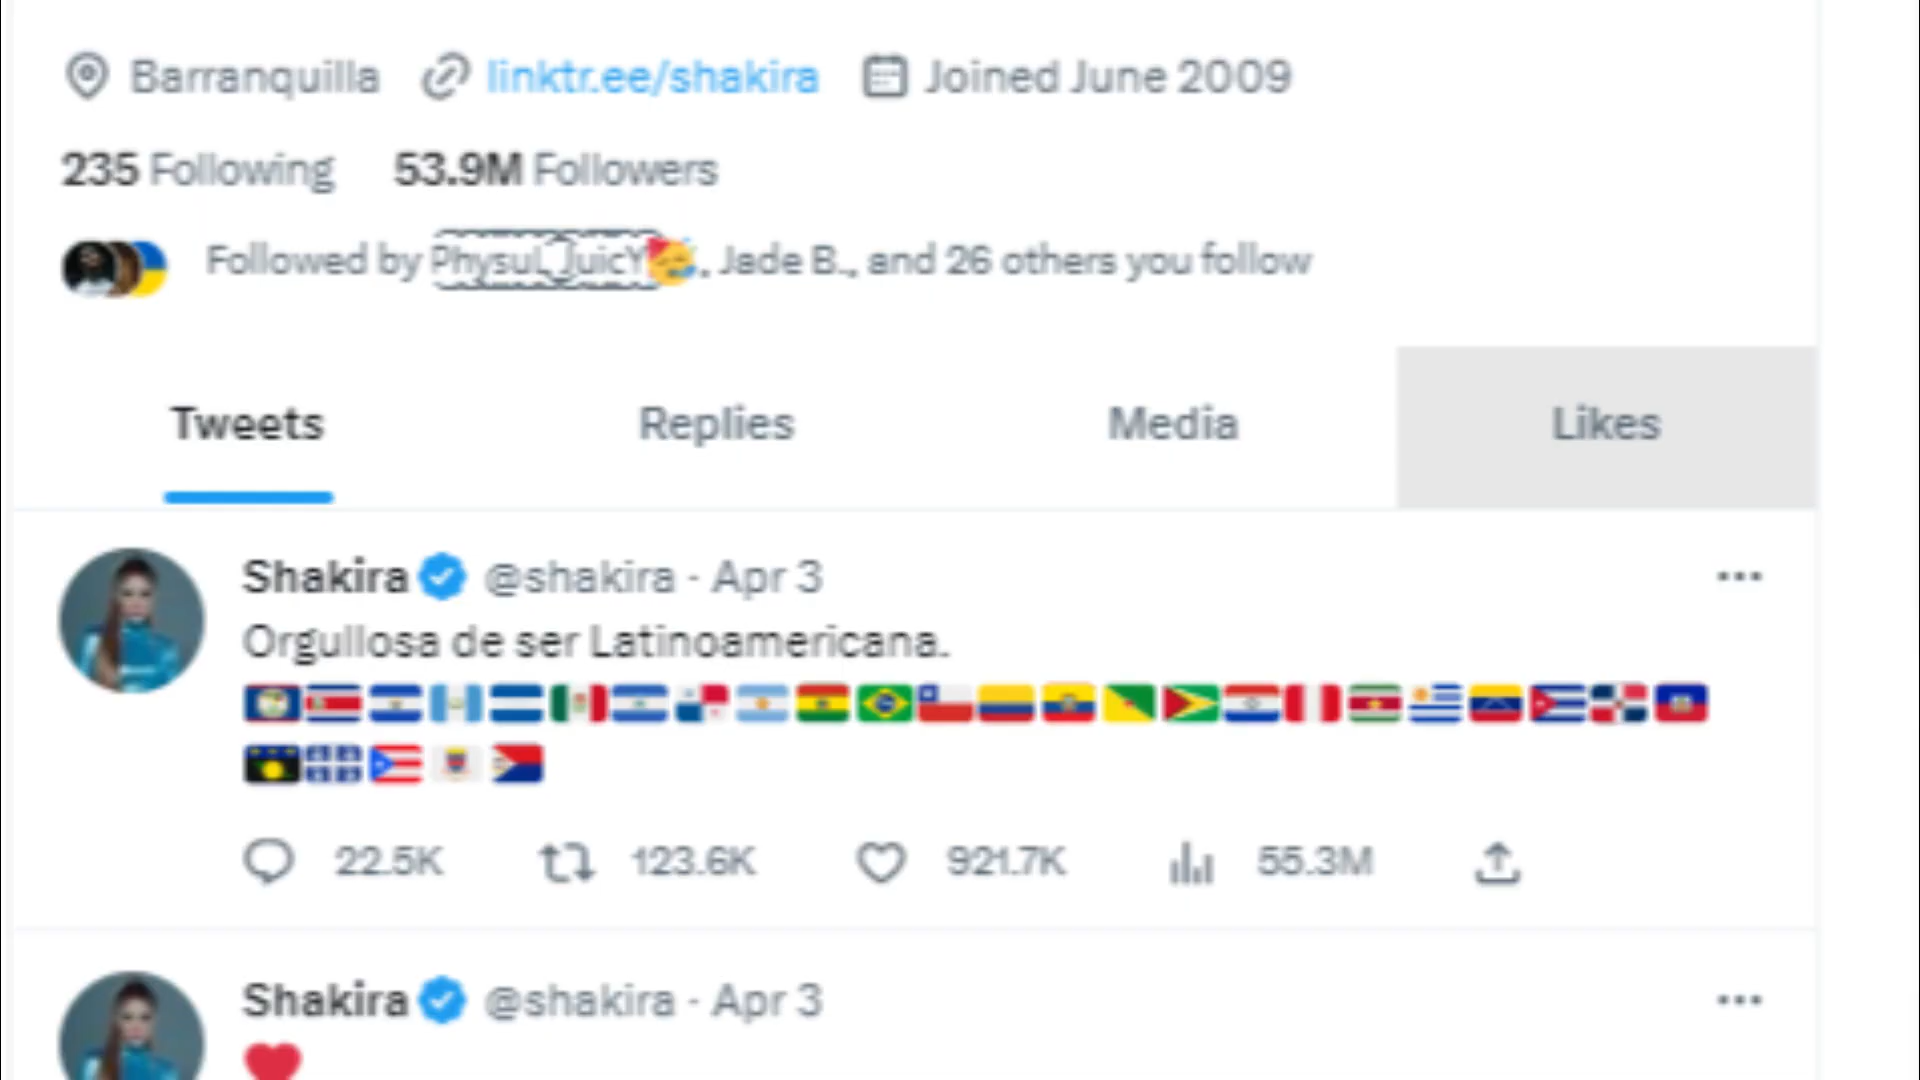 Barranquilla linktr.ee/shakira Joined June 2009
235 Following 53.9M Followers
Followed by , Jade B., and 26 others you follow
Tweets Replies Media Likes
Shakira @shakira · Apr 3
Orgullosa de ser Latinoamericana.
22.5K 123.6K 921.7K 55.3M
Shakira @shakira · Apr 3